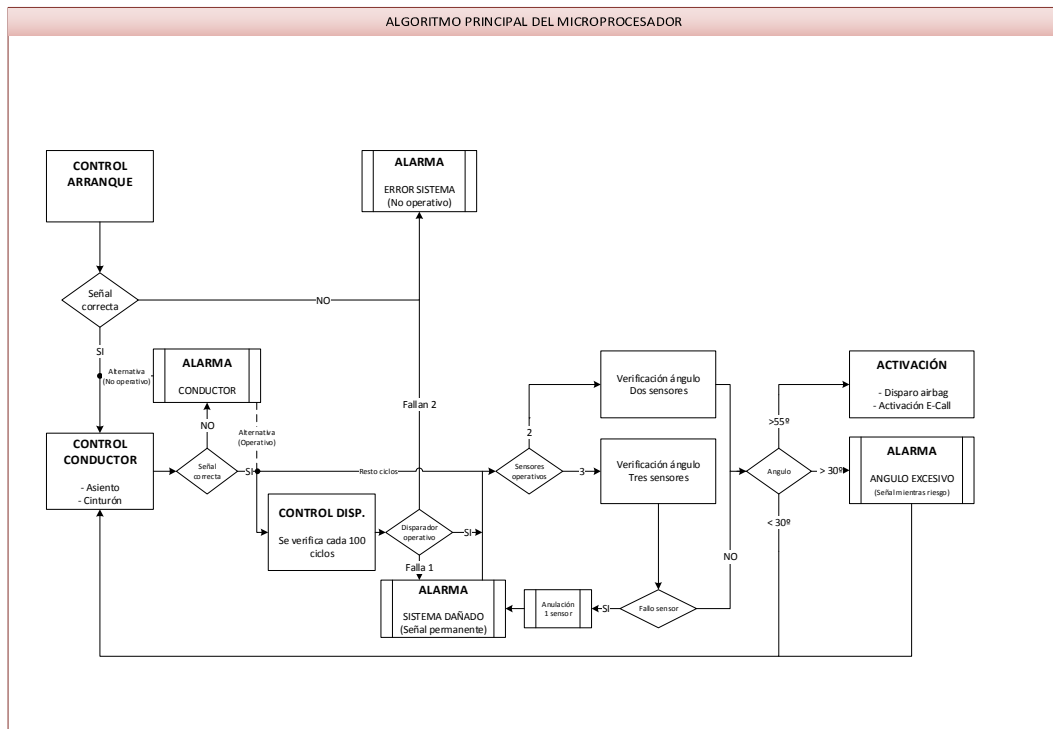 ALGORITMO PRINCIPAL DEL MICROPROCESADOR
CONTROL
ARRANQUE
ALARMA
ERROR SISTEMA
(No operativo)
Señal
correcta
NO
SI
Alternativa
(No operativo)
ALARMA
CONDUCTOR
NO
Alternativa
(Operativo)
Fallan 2
CONTROL
CONDUCTOR
- Asiento
- Cinturón
Señal
correcta
SI
Resto ciclos
CONTROL DISP.
Se verifica cada 100
ciclos
Disparador
operativo
SI
Falla 1
ALARMA
SISTEMA DAÑADO
(Señal permanente)
Sensores
operativos
2
3
Verificación ángulo
Dos sensores
Verificación ángulo
Tres sensores
Anulación
1 sensor
SI
Fallo sensor
NO
Angulo
>55º
> 30º
< 30º
ACTIVACIÓN
- Disparo airbag
- Activación E-Call
ALARMA
ANGULO EXCESIVO
(Señal mientras riesgo)